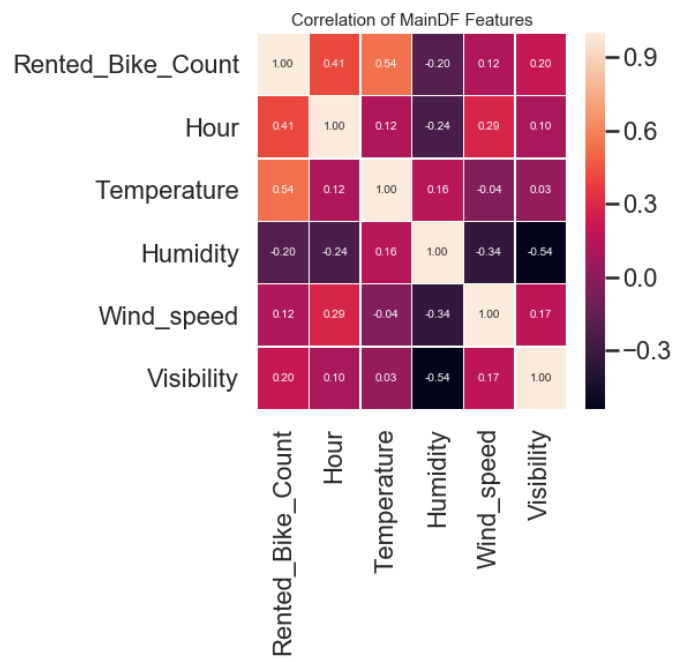 Correlation of MainDF Features
Rented_Bike_Count 1.00 0.41 0.54 -0.20 0.12 0.20
Hour 0.41 1.00 0.12 -0.24 0.29 0.10
Temperature 0.54 0.12 1.00 0.16 -0.04 0.03
Humidity -0.20 -0.24 0.16 1.00 -0.34 -0.54
Wind_speed 0.12 0.29 -0.04 -0.34 1.00 0.17
Visibility 0.20 0.10 0.03 -0.54 0.17 1.00
Rented_Bike_Count
Hour
Temperature
Humidity
Wind_speed
Visibility
0.9
0.6
0.3
0.0
−0.3